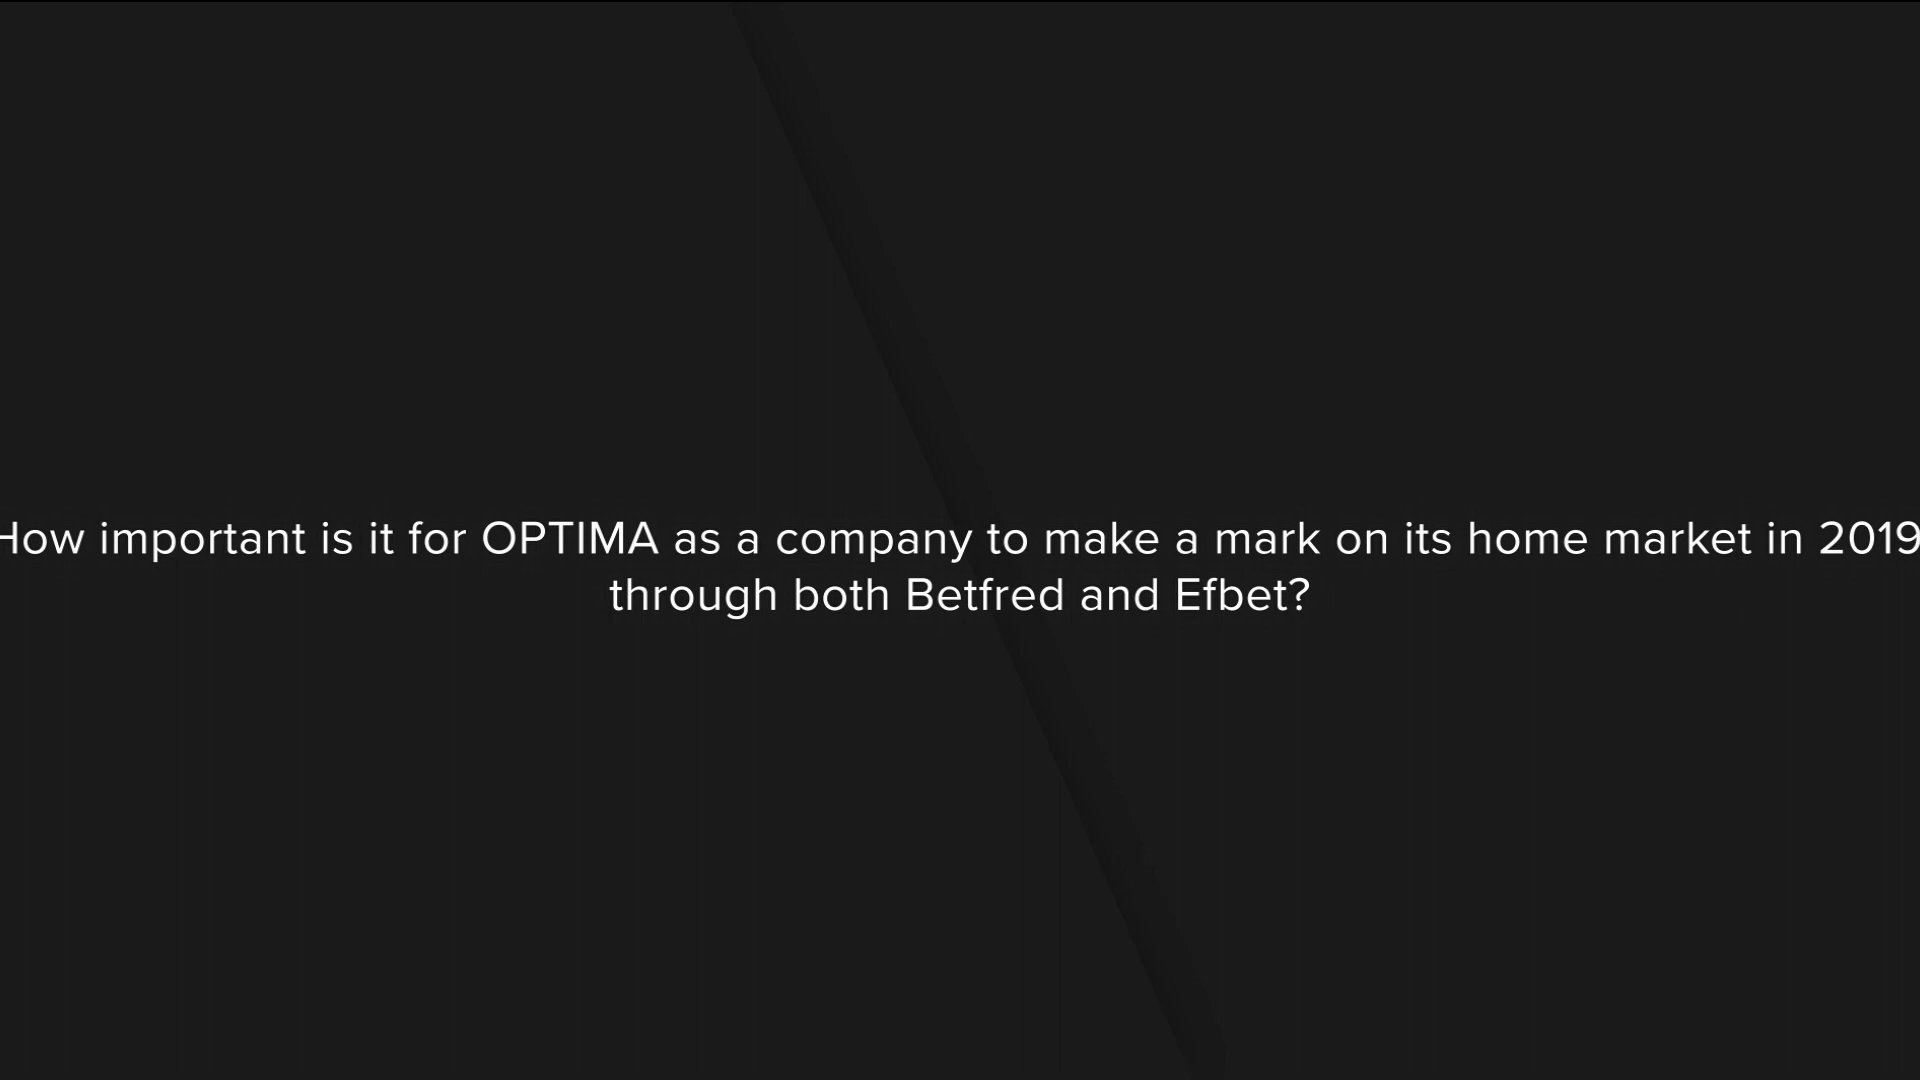 How important is it for OPTIMA as a company to make a mark on its home market in 2019
through both Betfred and Efbet?